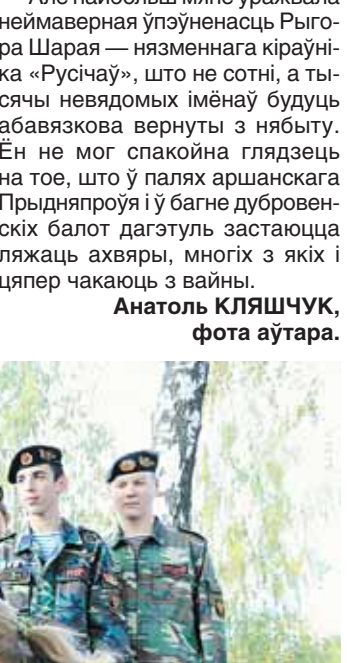 Але найбольш мяне ўражвала
неймаверная ўпэўненасць Рыго-
ра Шарая — нязменнага кіраўні-
ка «Русічаў», што не сотні, а ты-
сячы невядомых імёнаў будуць
абавязкова вернуты з нябыту.
Ён не мог спакойна глядзець
на тое, што ў палях аршанскага
Прыдняпроўя і ў багне дубровен-
скіх балот дагэтуль застаюцца
ляжаць ахвяры, многіх з якіх і
цяпер чакаюць з вайны.
Анатоль КЛЯШЧУК,
фота аўтара.